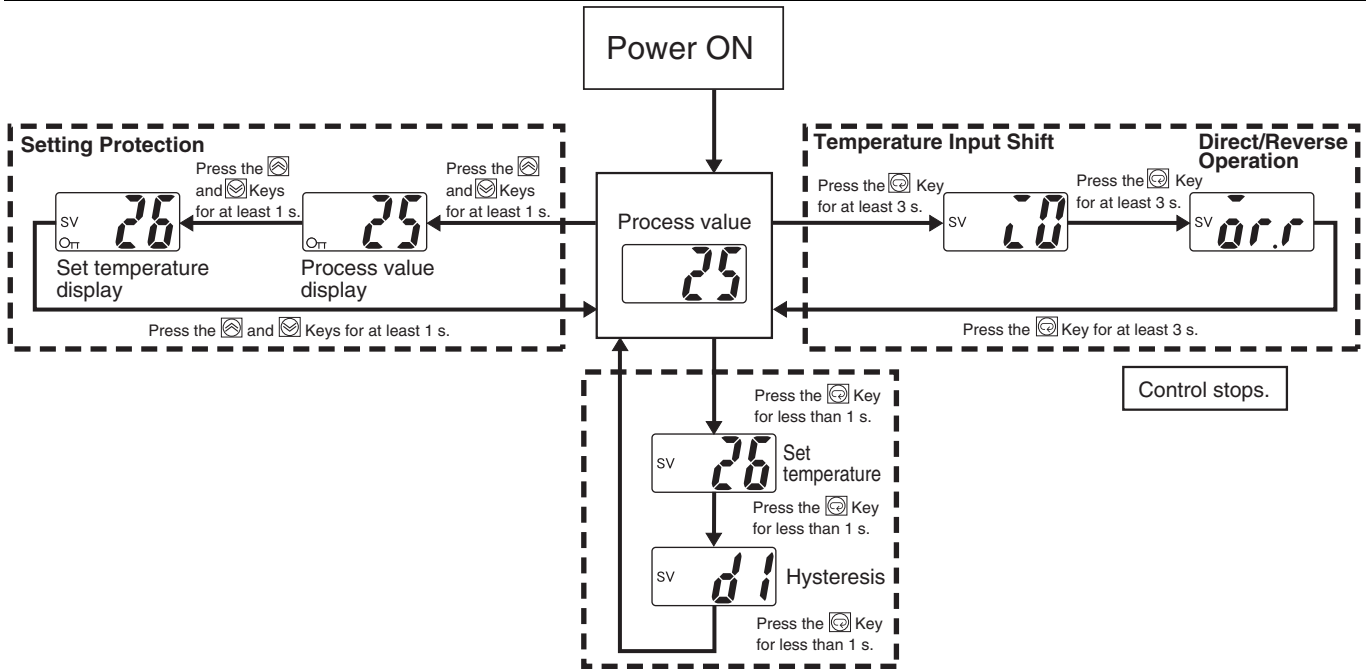 Power ON
Setting Protection
Press the
and Keys
for at least 1 s.
Press the
and Keys
for at least 1 s.
SV
26
25
Set temperature
display
Process value
display
Press the and Keys for at least 1 s.
Process value
25
Temperature Input Shift
Direct/Reverse
Operation
Press the Key
for at least 3 s.
Press the Key
for at least 3 s.
SV
i0
SV
or.r
Press the Key for at least 3 s.
Control stops.
Press the Key
for less than 1 s.
SV
26
Set
temperature
Press the Key
for less than 1 s.
SV
d1
Hysteresis
Press the Key
for less than 1 s.